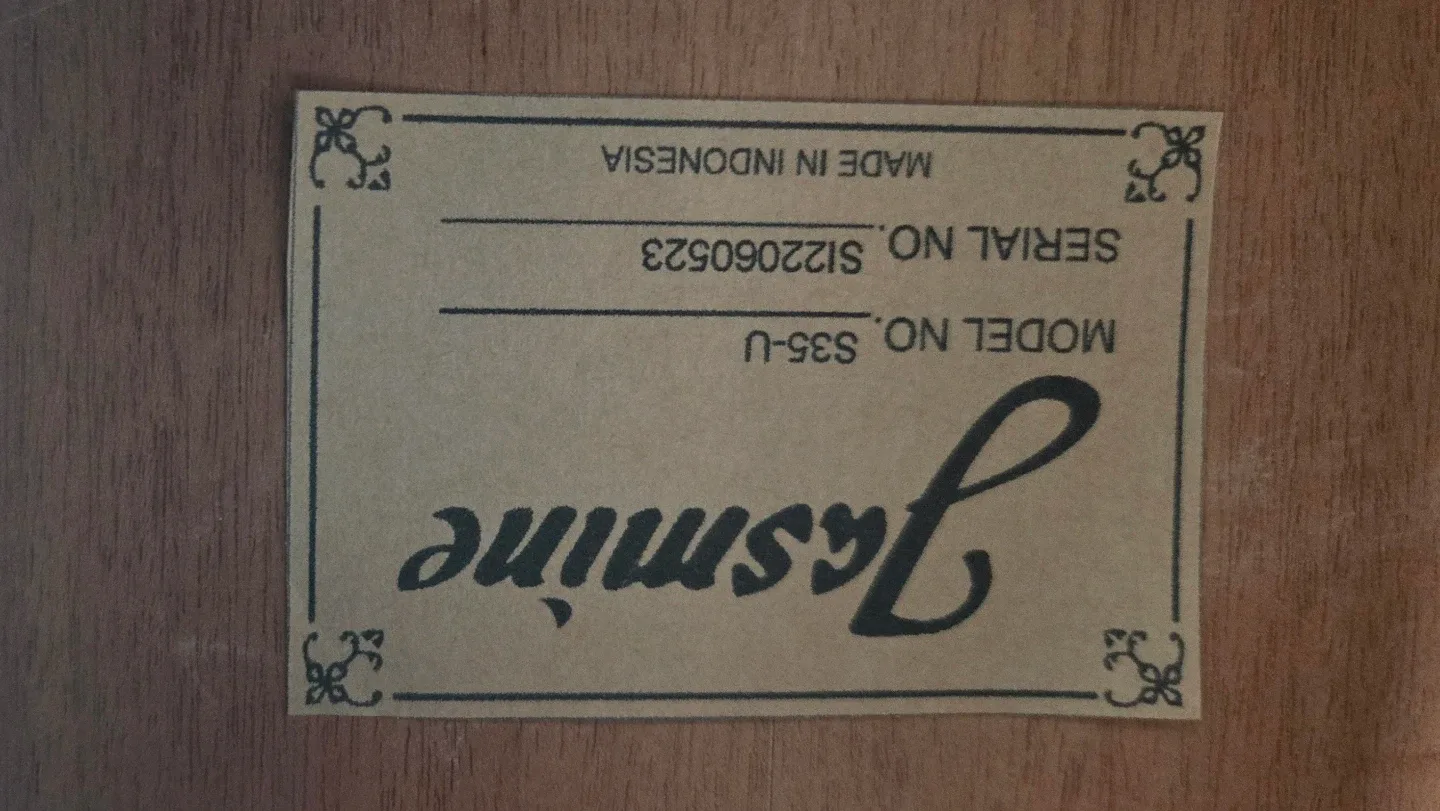 Jasmine
MODEL NO. S35-U
SERIAL NO. SI22060523
MADE IN INDONESIA